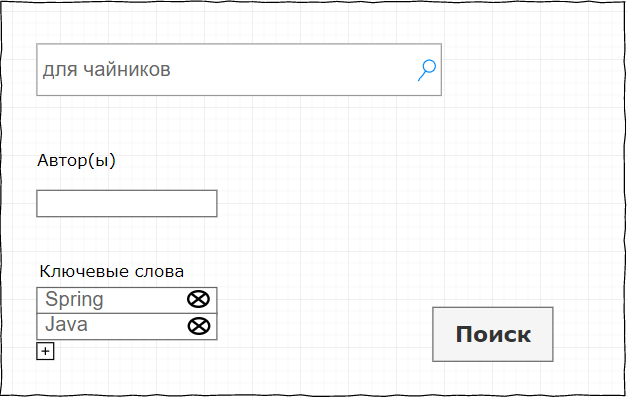 для чайников
Автор(ы)
Ключевые слова
Spring
Java
+
Поиск